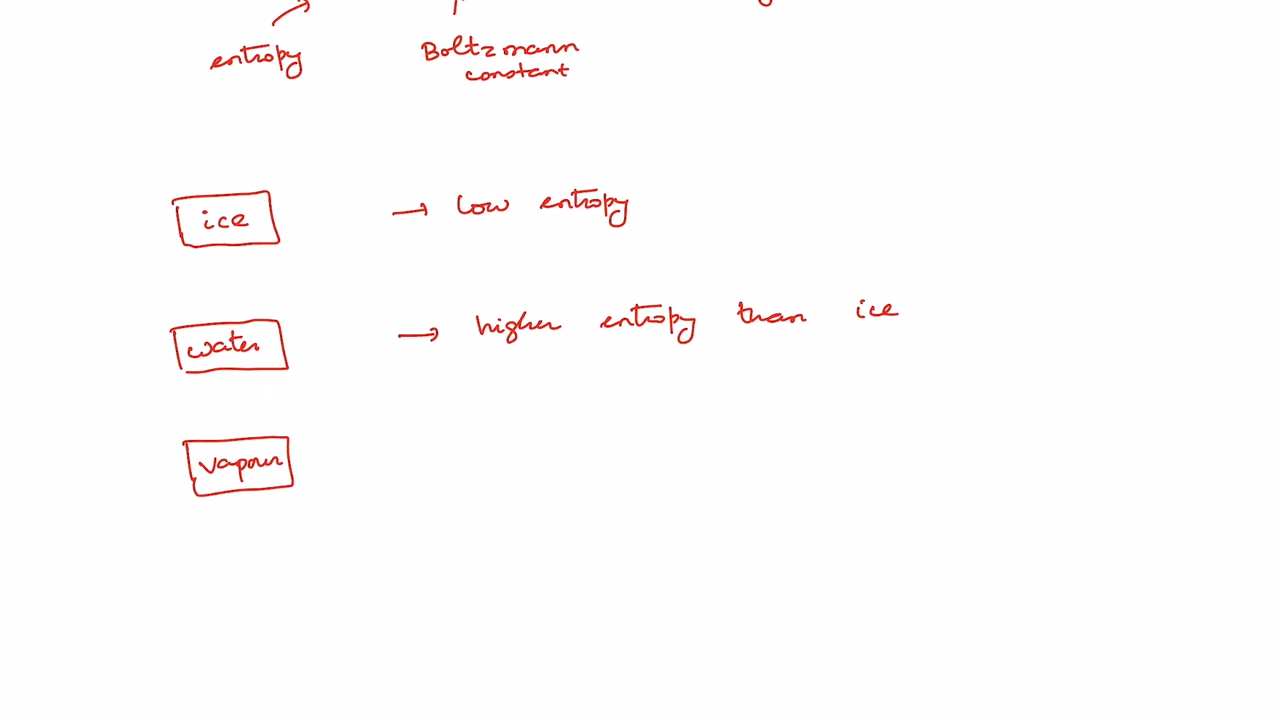 entropy
Boltzmann
constant
ice → low entropy
water → higher entropy than ice
vapour